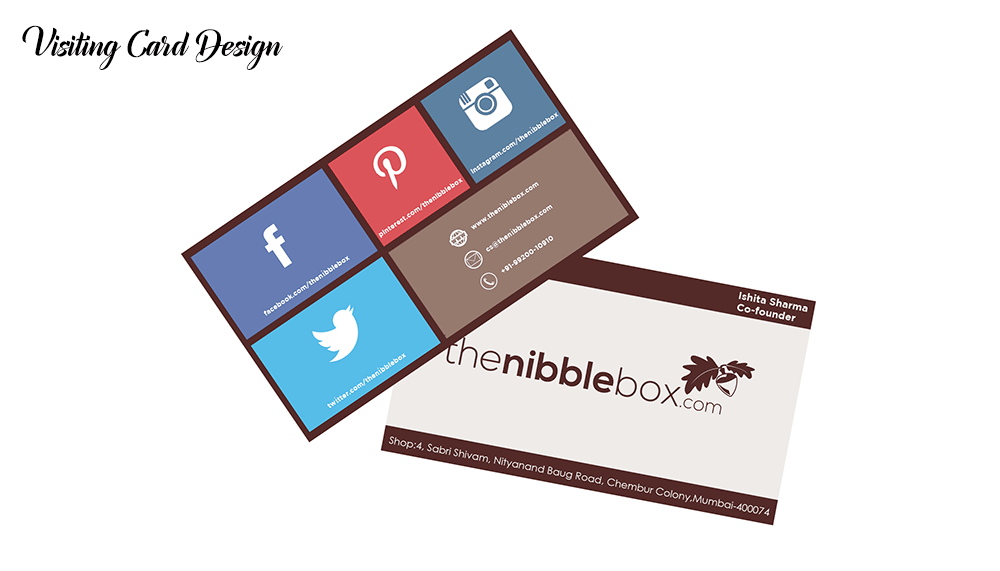 Visiting Card Design
Instagram.com/thenibblebox
pinterest.com/thenibblebox
facebook.com/thenibblebox
twitter.com/thenibblebox
www.theniblebox.com
cs@thenibblebox.com
+91-99200-10910
Ishita Sharma
Co-founder
thenibblebox.com
Shop:4, Sabri Shivam, Nityanand Baug Road, Chembur Colony,Mumbai-400074